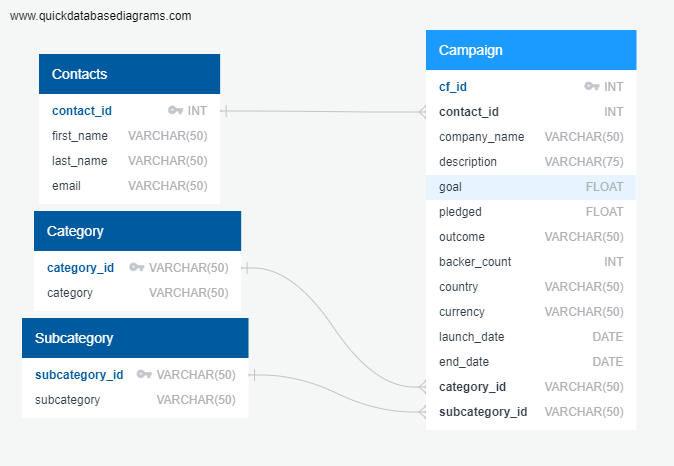 www.quickdatabasediagrams.com
Contacts
contact_id INT
first_name VARCHAR(50)
last_name VARCHAR(50)
email VARCHAR(50)
Category
category_id VARCHAR(50)
category VARCHAR(50)
Subcategory
subcategory_id VARCHAR(50)
subcategory VARCHAR(50)
Campaign
cf_id INT
contact_id INT
company_name VARCHAR(50)
description VARCHAR(75)
goal FLOAT
pledged FLOAT
outcome VARCHAR(50)
backer_count INT
country VARCHAR(50)
currency VARCHAR(50)
launch_date DATE
end_date DATE
category_id VARCHAR(50)
subcategory_id VARCHAR(50)